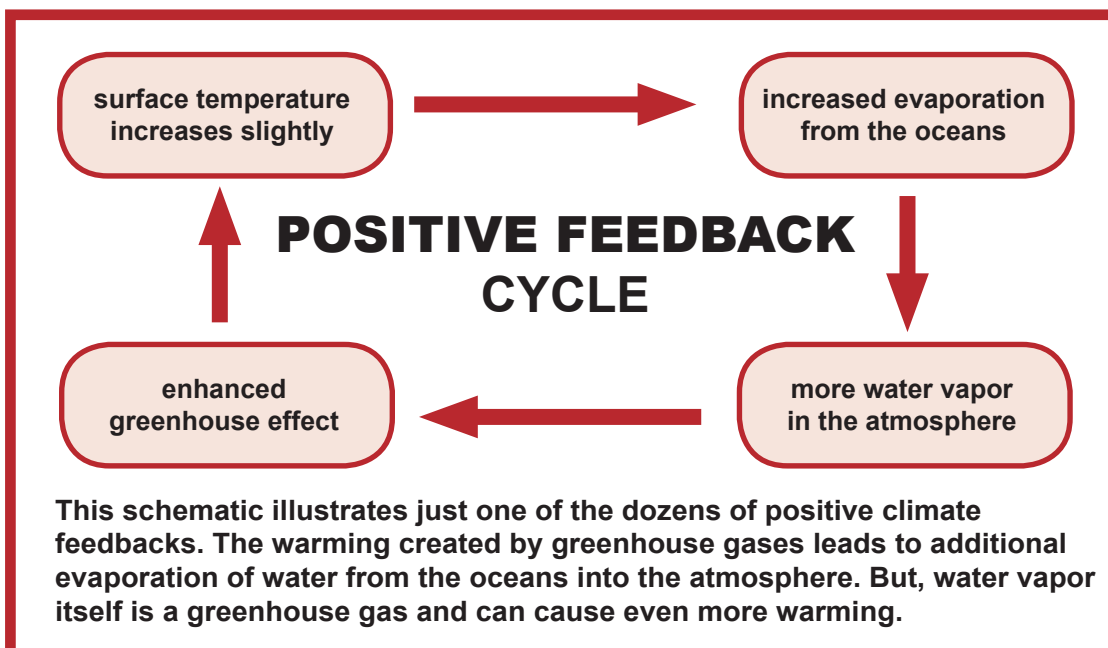 surface temperature
increases slightly
increased evaporation
from the oceans
POSITIVE FEEDBACK
CYCLE
enhanced
greenhouse effect
more water vapor
in the atmosphere
This schematic illustrates just one of the dozens of positive climate
feedbacks. The warming created by greenhouse gases leads to additional
evaporation of water from the oceans into the atmosphere. But, water vapor
itself is a greenhouse gas and can cause even more warming.